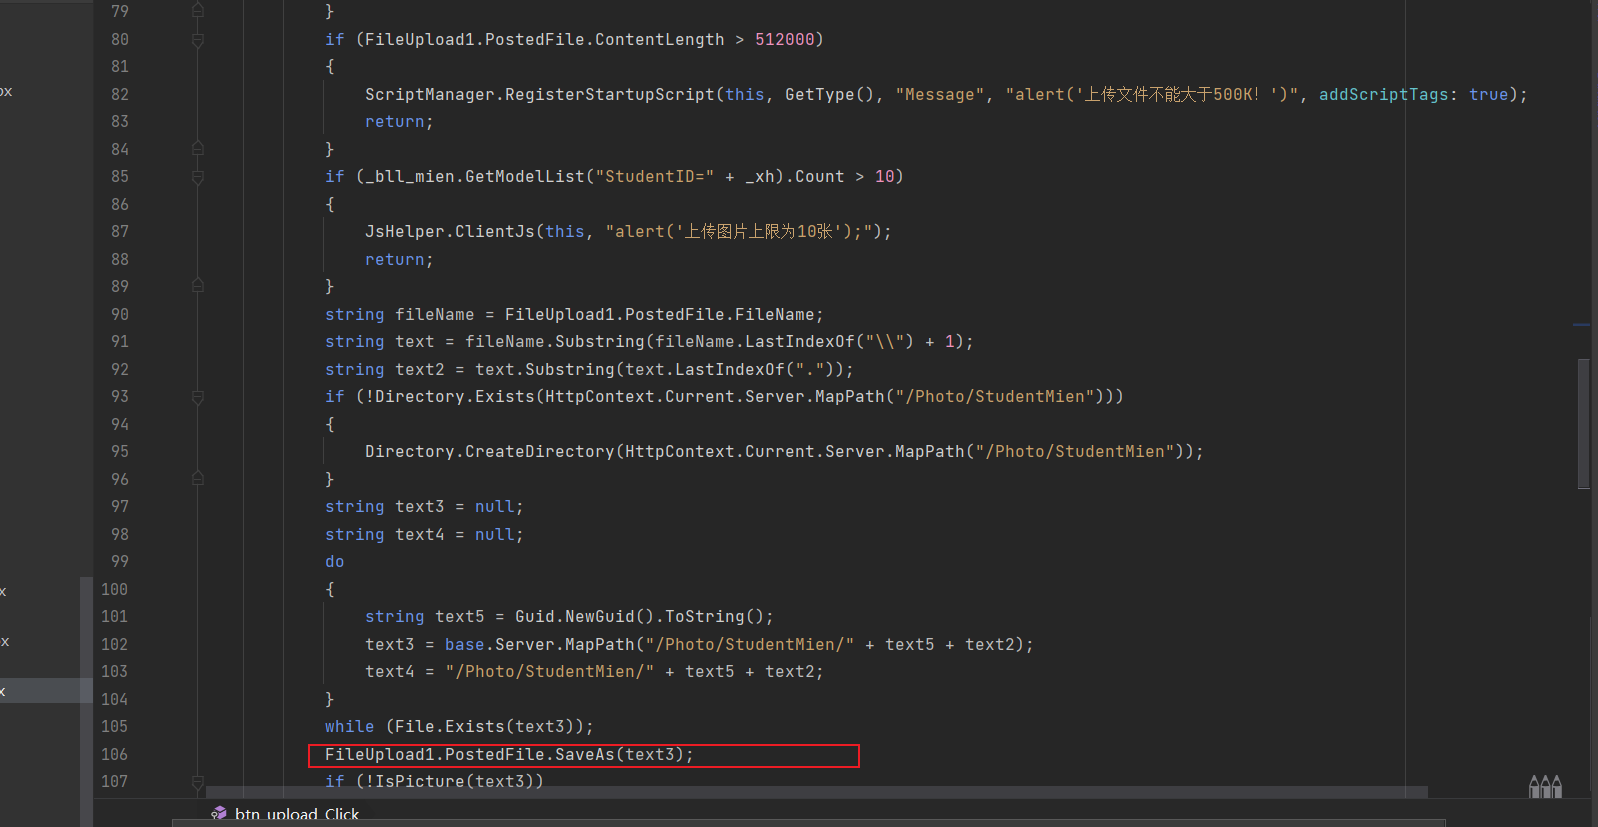 79 }
80 if (FileUpload1.PostedFile.ContentLength > 512000)
81 {
82 ScriptManager.RegisterStartupScript(this, GetType(), "Message", "alert('上传文件不能大于500K! ')", addScriptTags: true);
83 return;
84 }
85 if (_bll_mien.GetModelList("StudentID=" + _xh).Count > 10)
86 {
87 JsHelper.ClientJs(this, "alert('上传图片上限为10张');");
88 return;
89 }
90 string fileName = FileUpload1.PostedFile.FileName;
91 string text = fileName.Substring(fileName.LastIndexOf("\\") + 1);
92 string text2 = text.Substring(text.LastIndexOf("."));
93 if (!Directory.Exists(HttpContext.Current.Server.MapPath("/Photo/StudentMien")))
94 {
95 Directory.CreateDirectory(HttpContext.Current.Server.MapPath("/Photo/StudentMien"));
96 }
97 string text3 = null;
98 string text4 = null;
99 do
100 {
101 string text5 = Guid.NewGuid().ToString();
102 text3 = base.Server.MapPath("/Photo/StudentMien/" + text5 + text2);
103 text4 = "/Photo/StudentMien/" + text5 + text2;
104 }
105 while (File.Exists(text3));
106 FileUpload1.PostedFile.SaveAs(text3);
107 if (!IsPicture(text3))
btn_upload_Click